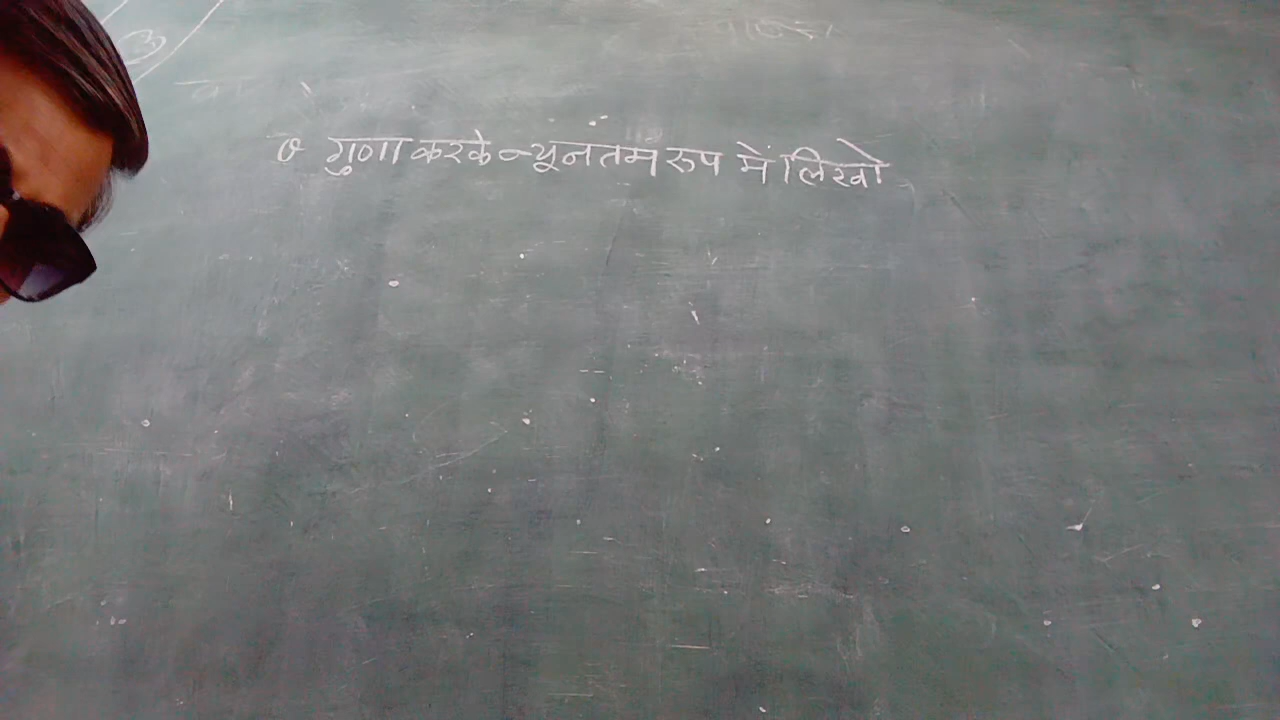 गुणा करके न्यूनतम रुप में लिखो